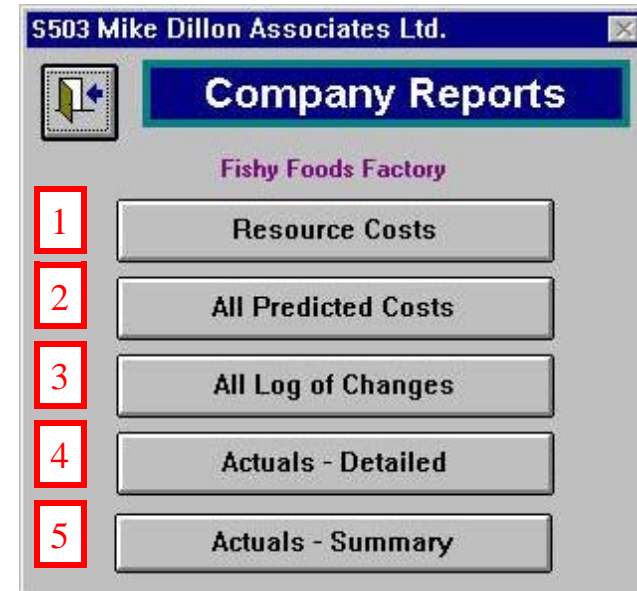 S503 Mike Dillon Associates Ltd.
Company Reports
Fishy Foods Factory
1 Resource Costs
2 All Predicted Costs
3 All Log of Changes
4 Actuals - Detailed
5 Actuals - Summary